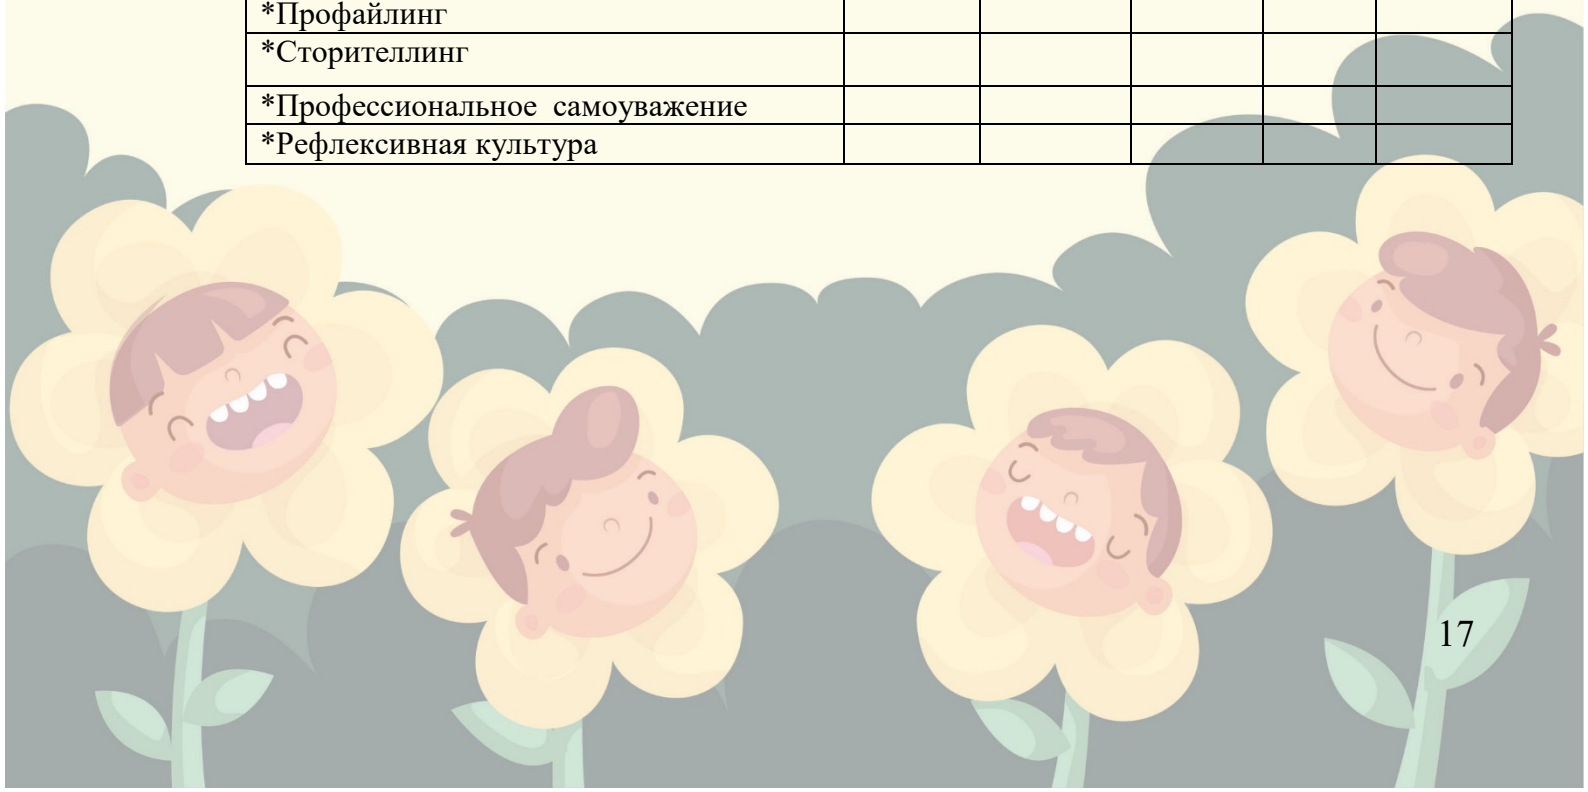 *Профайлинг
*Сторителлинг
*Профессиональное самоуважение
*Рефлексивная культура
17